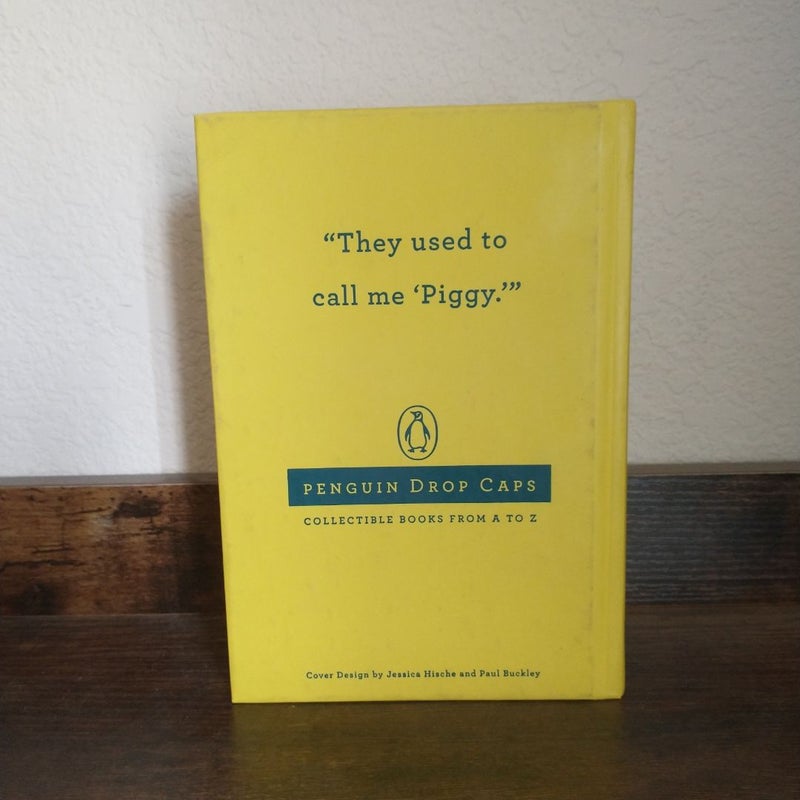 “They used to
call me ‘Piggy.’”
PENGUIN DROP CAPS
COLLECTIBLE BOOKS FROM A TO Z
Cover Design by Jessica Hische and Paul Buckley